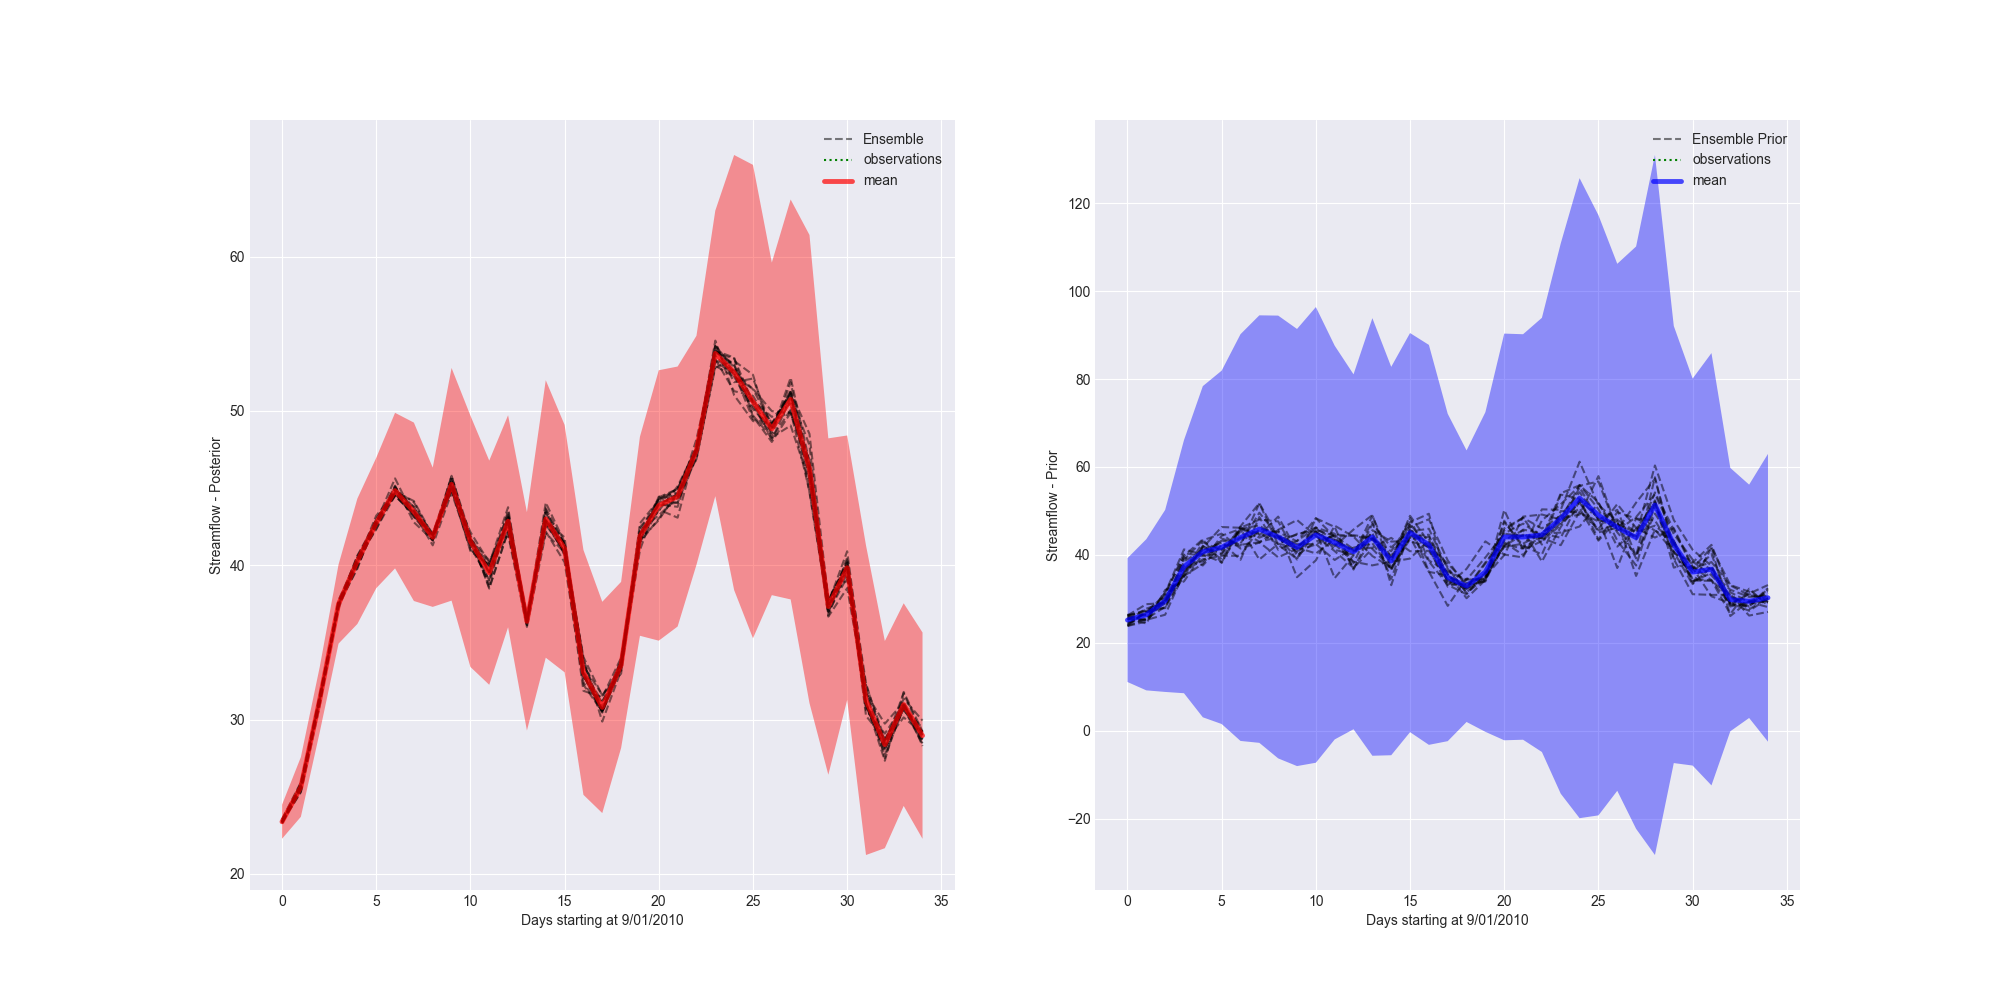 Streamflow - Posterior
60
50
40
30
20
0 5 10 15 20 25 30 35
Days starting at 9/01/2010
Ensemble
observations
mean
Streamflow - Prior
120
100
80
60
40
20
0
−20
0 5 10 15 20 25 30 35
Days starting at 9/01/2010
Ensemble Prior
observations
mean